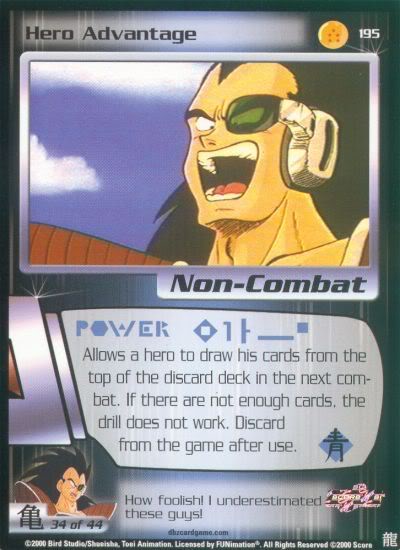 Hero Advantage 195
Non-Combat
POWER
Allows a hero to draw his cards from the
top of the discard deck in the next com-
bat. If there are not enough cards, the
drill does not work. Discard
from the game after use.
青
How foolish! I underestimated
these guys!
亀 34 of 44
dbzcardgame.com
©2000 Bird Studio/Shueisha, Toei Animation. Licensed by FUNimation®. All Rights Reserved ©2000 Score
龍